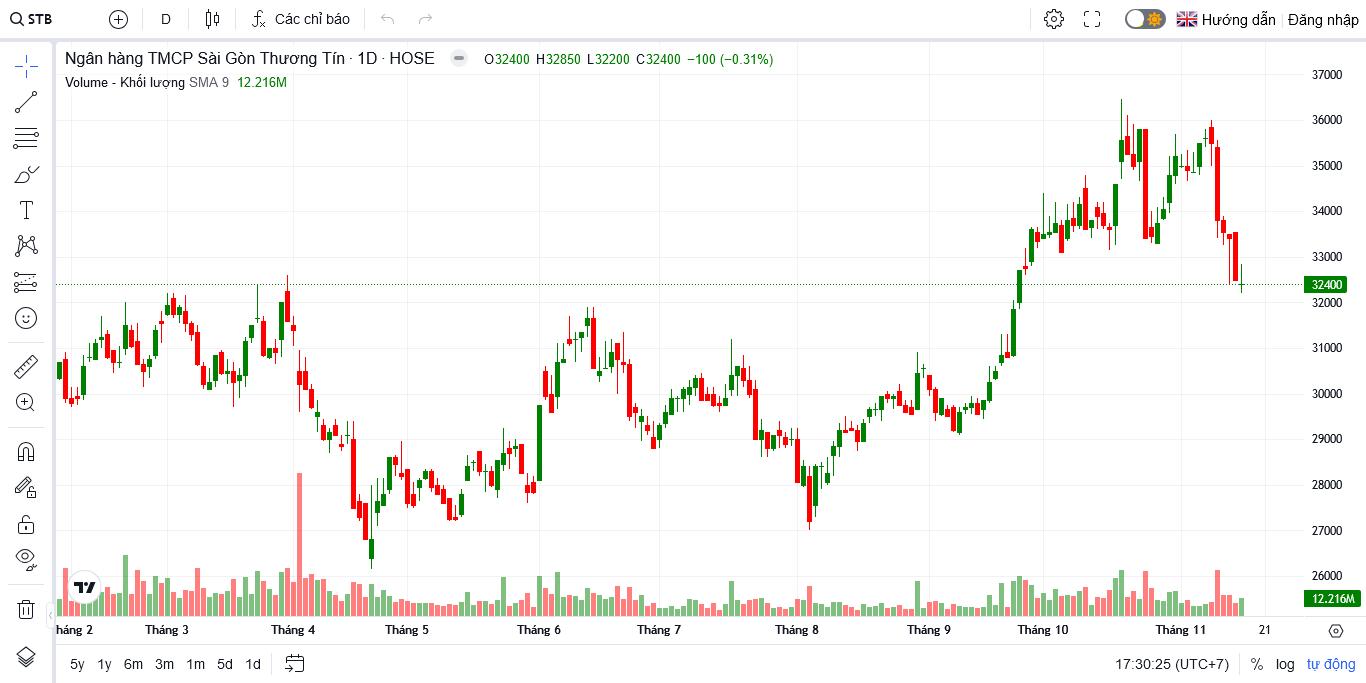 STB D Các chỉ báo Hướng dẫn Đăng nhập
Ngân hàng TMCP Sài Gòn Thương Tín · 1D · HOSE O32400 H32850 L32200 C32400 −100 (−0.31%)
Volume - Khối lượng SMA 9 12.216M
37000
36000
35000
34000
33000
32400
32000
31000
30000
29000
28000
27000
26000
12.216M
háng 2 Tháng 3 Tháng 4 Tháng 5 Tháng 6 Tháng 7 Tháng 8 Tháng 9 Tháng 10 Tháng 11 21
5y 1y 6m 3m 1m 5d 1d 17:30:25 (UTC+7) % log tự động